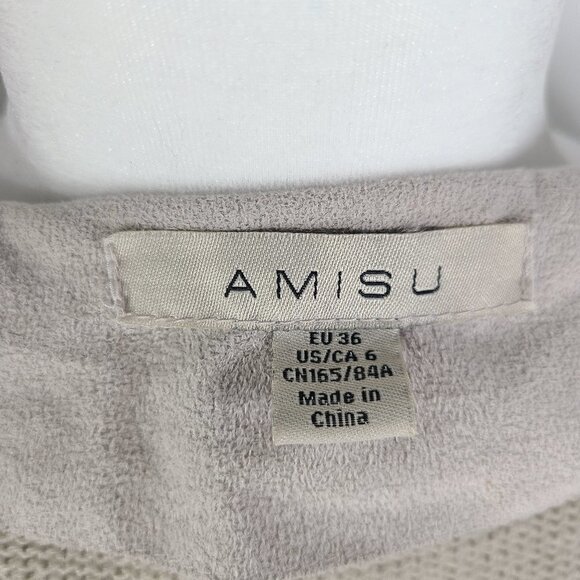 AMISU
EU 36
US/CA 6
CN165/84A
Made in
China